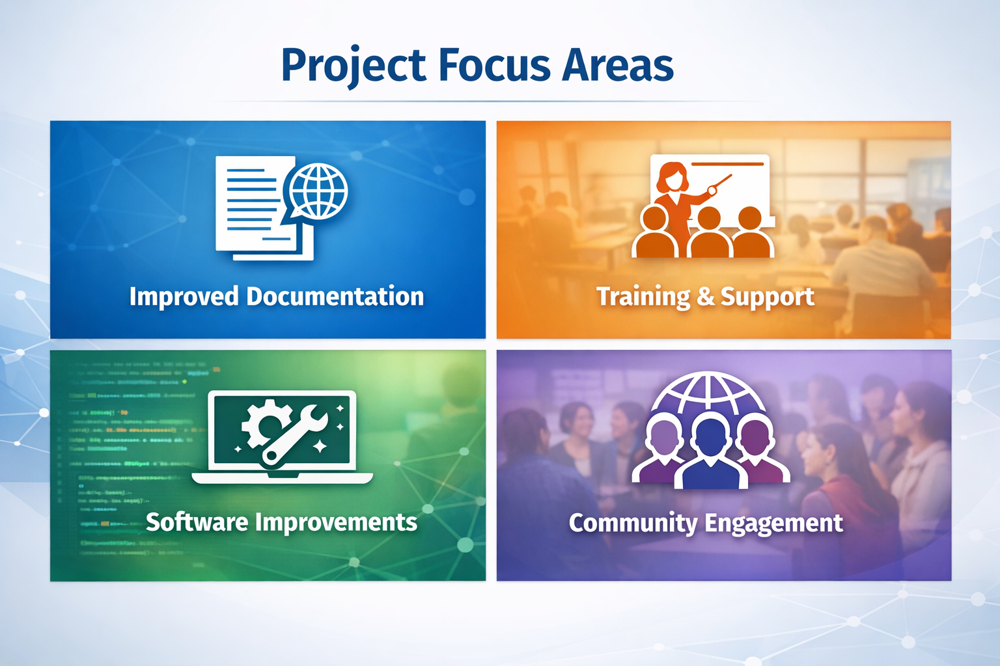 Project Focus Areas
Improved Documentation
Training & Support
Software Improvements
Community Engagement